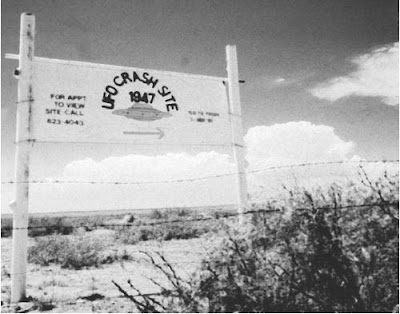 UFO CRASH SITE
1947
FOR APPT
TO VIEW
SITE CALL
623-4043